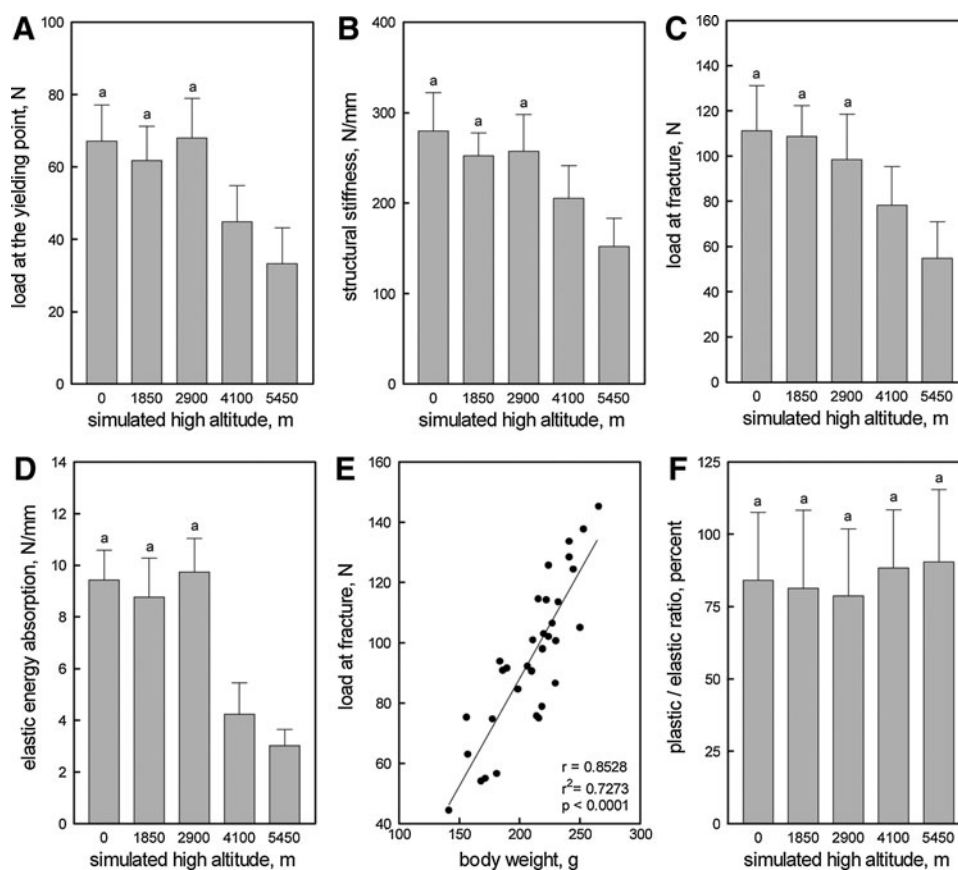 A
load at the yielding point, N
100
80
60
40
20
0
a
a
a
0 1850 2900 4100 5450
simulated high altitude, m
B
structural stiffness, N/mm
400
300
200
100
0
a
a
a
0 1850 2900 4100 5450
simulated high altitude, m
C
load at fracture, N
160
140
120
100
80
60
40
20
0
a
a
a
0 1850 2900 4100 5450
simulated high altitude, m
D
elastic energy absorption, N/mm
14
12
10
8
6
4
2
0
a
a
a
0 1850 2900 4100 5450
simulated high altitude, m
E
load at fracture, N
160
140
120
100
80
60
40
r = 0.8528
r²= 0.7273
p < 0.0001
100 150 200 250 300
body weight, g
F
plastic / elastic ratio, percent
125
100
75
50
25
0
a
a
a
a
a
0 1850 2900 4100 5450
simulated high altitude, m